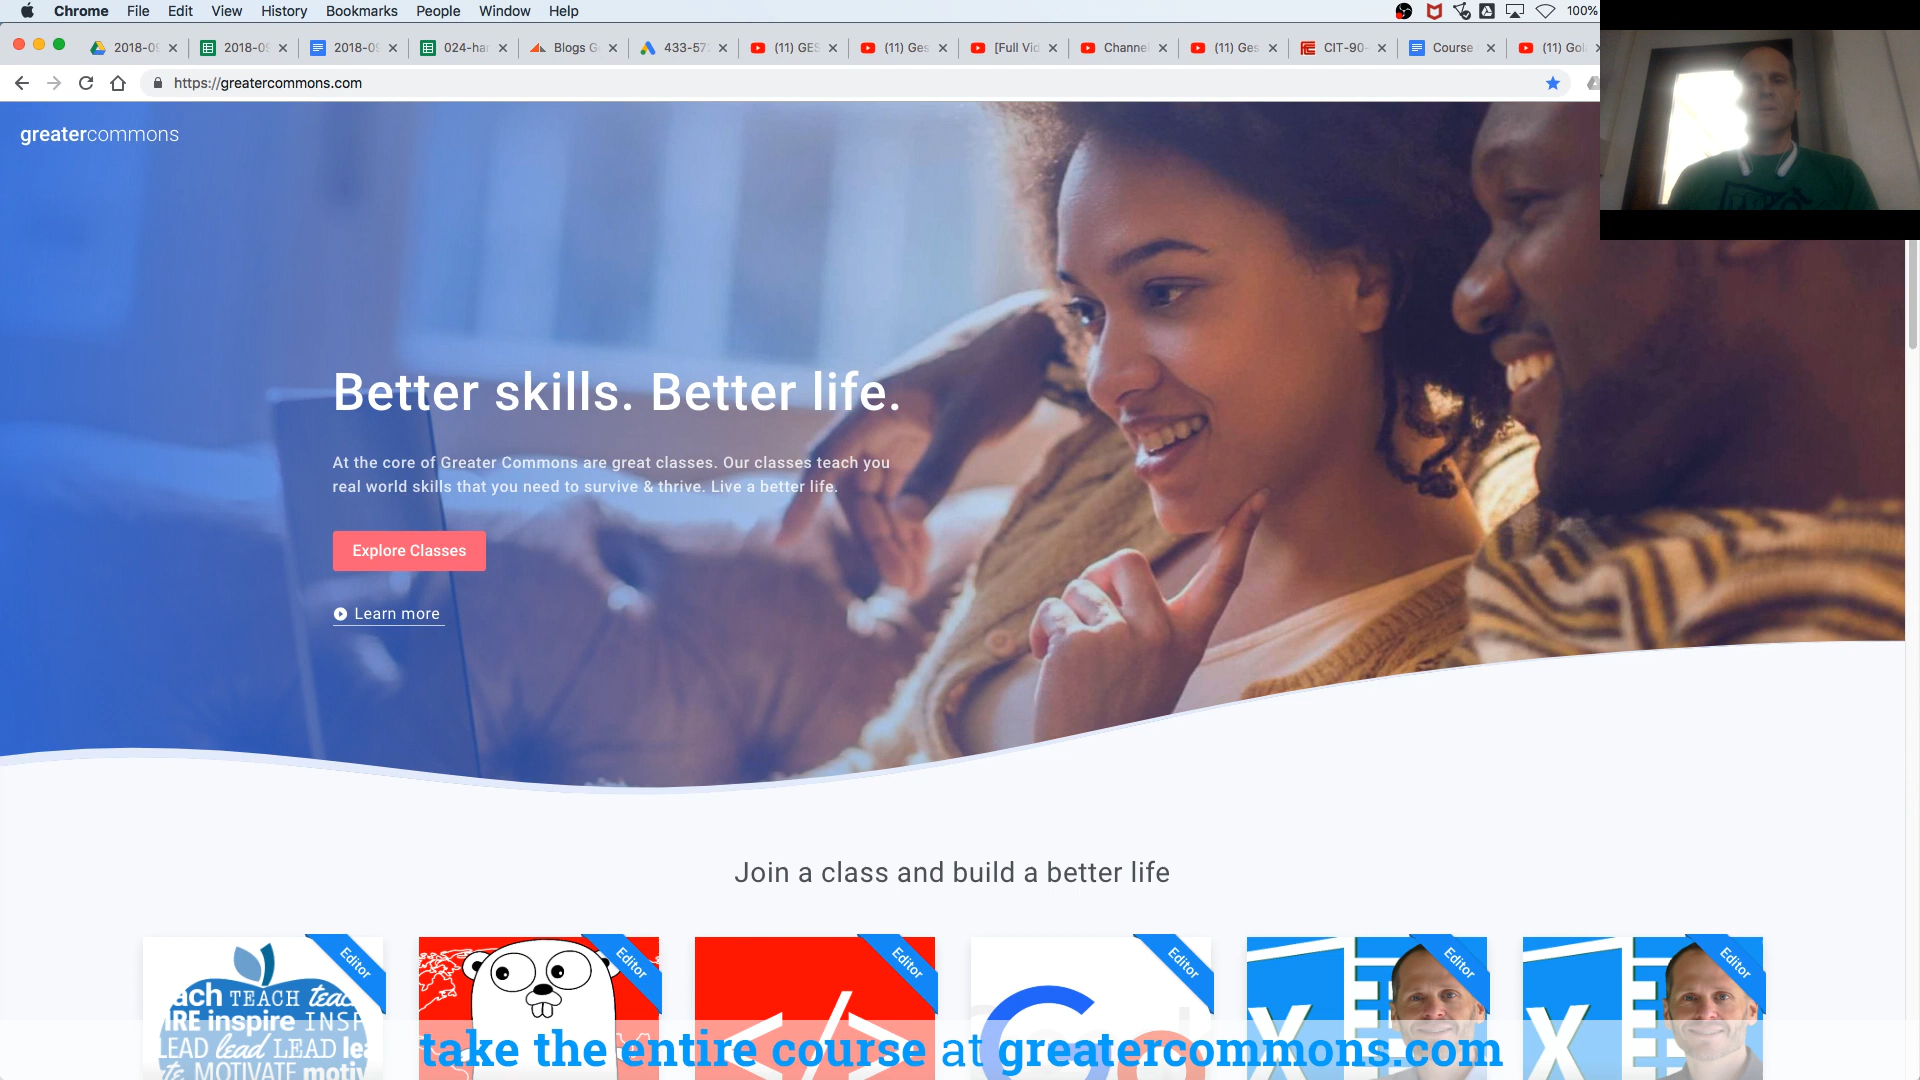 Chrome File Edit View History Bookmarks People Window Help 100%
2018-09 2018-09 2018-09 024-har Blogs G 433-57 (11) GES (11) Ges [Full Vid Channel (11) Ges CIT-90- Course (11) Gol
https://greatercommons.com
greatercommons
Better skills. Better life.
At the core of Greater Commons are great classes. Our classes teach you
real world skills that you need to survive & thrive. Live a better life.
Explore Classes
Learn more
Join a class and build a better life
Editor Editor Editor Editor Editor Editor
each TEACH teac
IRE inspire INSP
LEAD lead LEAD lea
MOTIVATE motiv
take the entire course at greatercommons.com